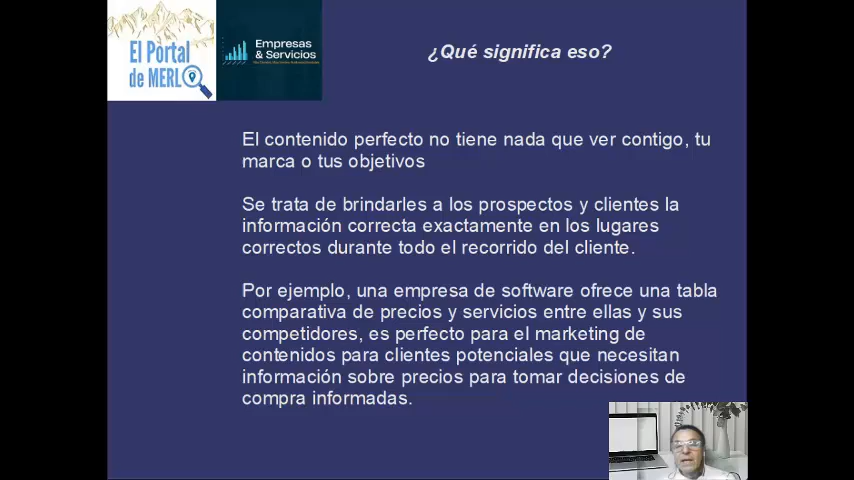 El Portal
de MERL
Empresas
& Servicios
¿Qué significa eso?
El contenido perfecto no tiene nada que ver contigo, tu
marca o tus objetivos
Se trata de brindarles a los prospectos y clientes la
información correcta exactamente en los lugares
correctos durante todo el recorrido del cliente.
Por ejemplo, una empresa de software ofrece una tabla
comparativa de precios y servicios entre ellas y sus
competidores, es perfecto para el marketing de
contenidos para clientes potenciales que necesitan
información sobre precios para tomar decisiones de
compra informadas.